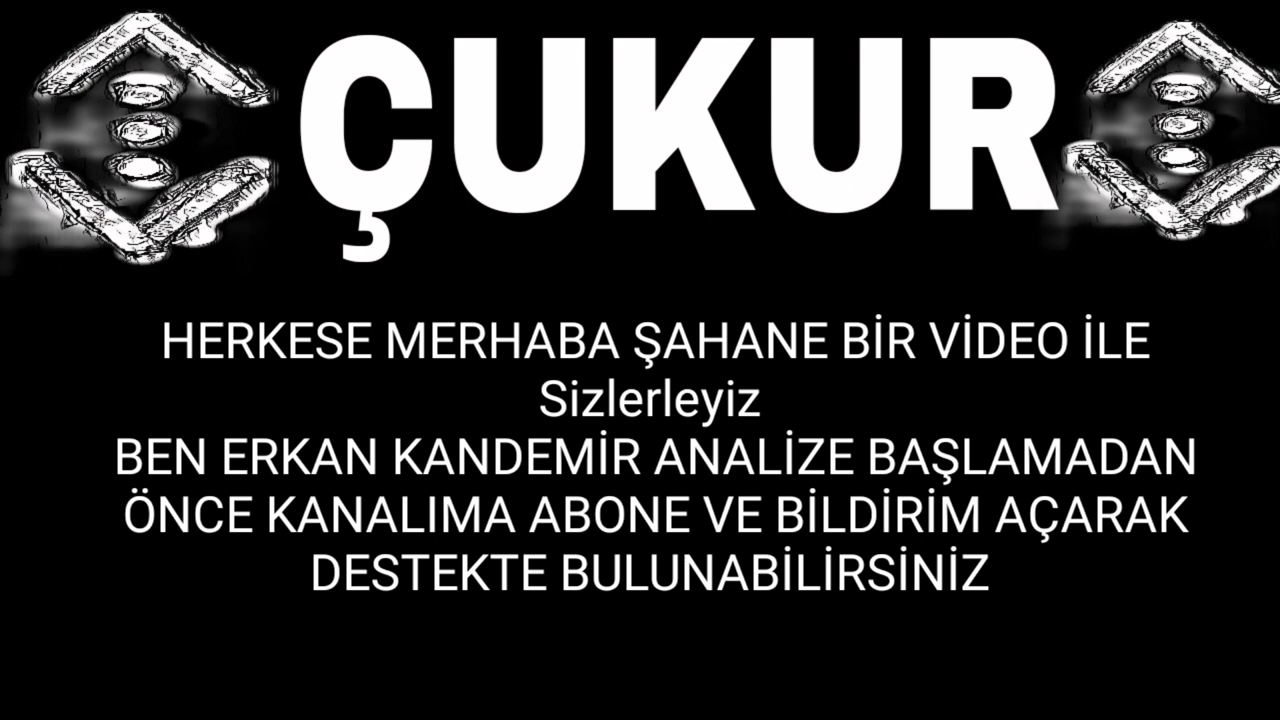 ÇUKUR
HERKESE MERHABA ŞAHANE BİR VİDEO İLE
Sizlerleyiz
BEN ERKAN KANDEMİR ANALİZE BAŞLAMADAN
ÖNCE KANALIMA ABONE VE BİLDİRİM AÇARAK
DESTEKTE BULUNABİLİRSİNİZ